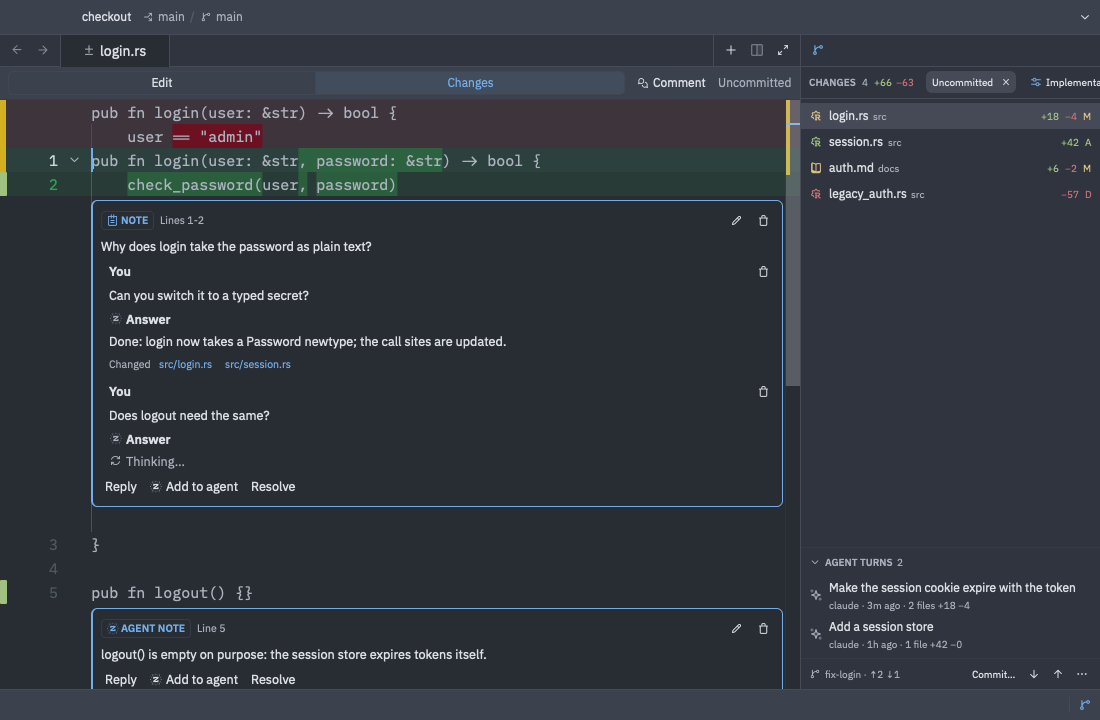 checkout main / main
login.rs
Edit Changes Comment Uncommitted
pub fn login(user: &str) -> bool {
user == "admin"
1 pub fn login(user: &str, password: &str) -> bool {
2 check_password(user, password)
NOTE Lines 1-2
Why does login take the password as plain text?
You
Can you switch it to a typed secret?
Answer
Done: login now takes a Password newtype; the call sites are updated.
Changed src/login.rs src/session.rs
You
Does logout need the same?
Answer
Thinking...
Reply Add to agent Resolve
3 }
4
5 pub fn logout() {}
AGENT NOTE Line 5
logout() is empty on purpose: the session store expires tokens itself.
Reply Add to agent Resolve
CHANGES 4 +66 −63 Uncommitted × Implementa
login.rs src +18 −4 M
session.rs src +42 A
auth.md docs +6 −2 M
legacy_auth.rs src −57 D
AGENT TURNS 2
Make the session cookie expire with the token
claude · 3m ago · 2 files +18 −4
Add a session store
claude · 1h ago · 1 file +42 −0
fix-login · ↑2 ↓1 Commit... ↓ ↑ ···